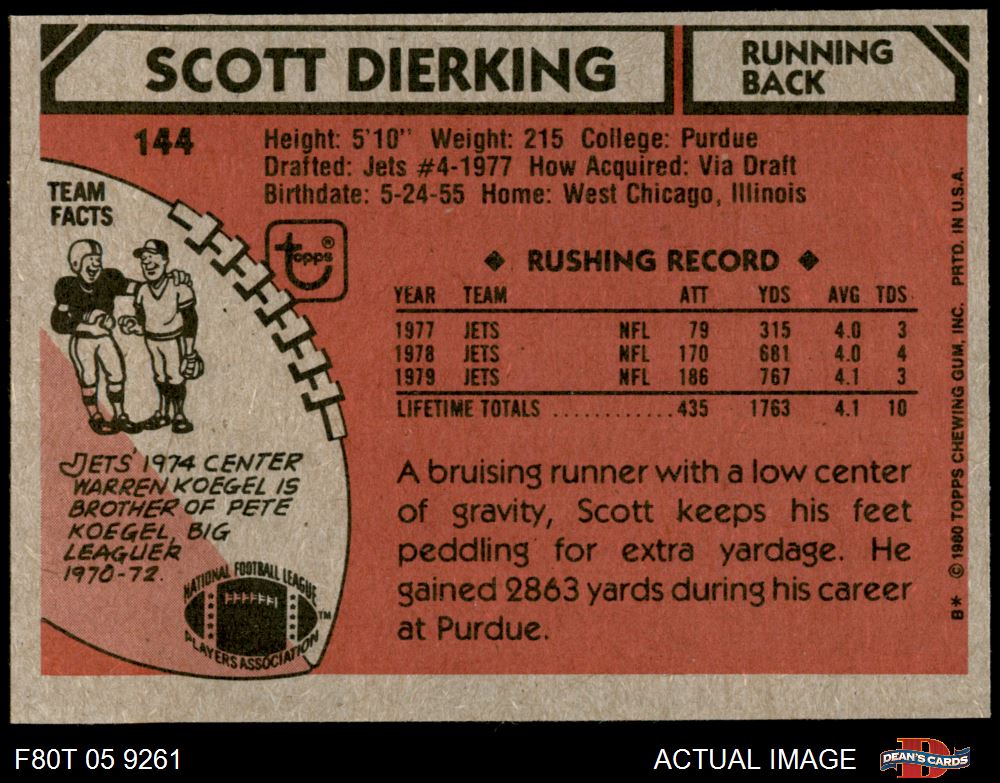 SCOTT DIERKING
RUNNING
BACK
144
Height: 5'10" Weight: 215 College: Purdue
Drafted: Jets #4-1977 How Acquired: Via Draft
Birthdate: 5-24-55 Home: West Chicago, Illinois
TEAM
FACTS
topps®
◆ RUSHING RECORD ◆
YEAR TEAM ATT YDS AVG TDS
1977 JETS NFL 79 315 4.0 3
1978 JETS NFL 170 681 4.0 4
1979 JETS NFL 186 767 4.1 3
LIFETIME TOTALS ............ 435 1763 4.1 10
JETS' 1974 CENTER
WARREN KOEGEL IS
BROTHER OF PETE
KOEGEL, BIG
LEAGUER
1970-72.
NATIONAL FOOTBALL LEAGUE
PLAYERS ASSOCIATION
TM
A bruising runner with a low center
of gravity, Scott keeps his feet
peddling for extra yardage. He
gained 2863 yards during his career
at Purdue.
B* © 1980 TOPPS CHEWING GUM, INC. PRTD. IN U.S.A.
F80T 05 9261
ACTUAL IMAGE
D
DEAN'S CARDS